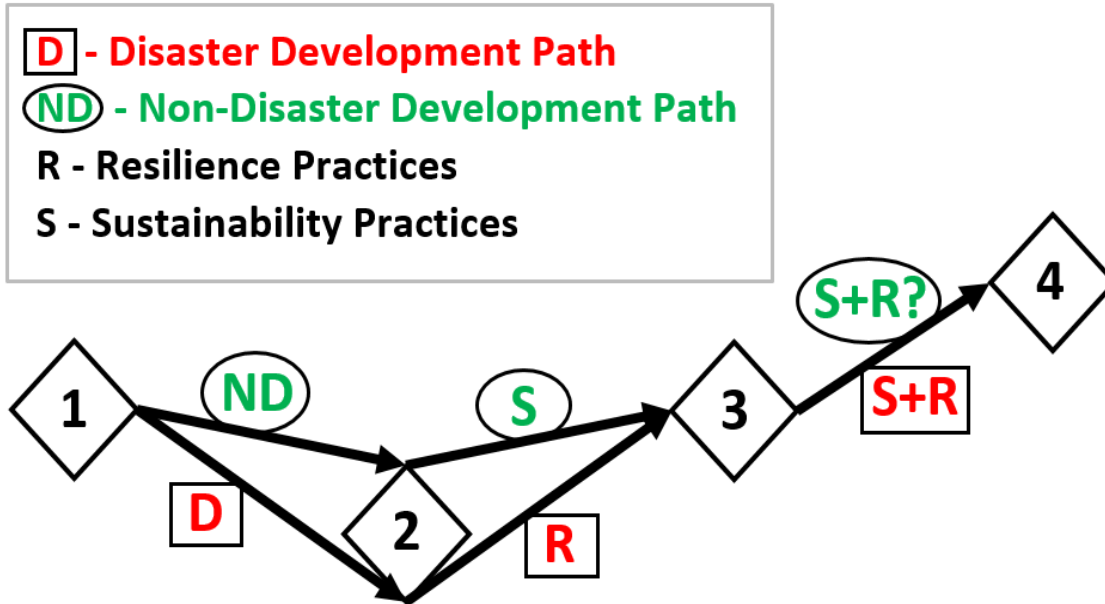 D - Disaster Development Path
ND - Non-Disaster Development Path
R - Resilience Practices
S - Sustainability Practices
1
ND
D
2
S
R
3
S+R?
S+R
4